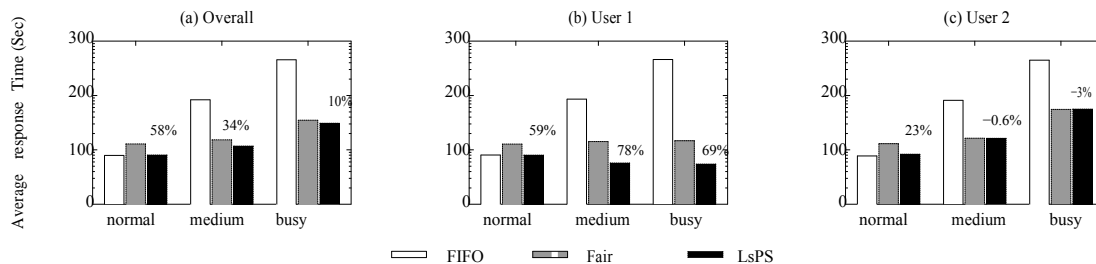 (a) Overall
(b) User 1
(c) User 2
Average response Time (Sec)
300
200
100
0
58%
34%
10%
normal medium busy
300
200
100
0
59%
78%
69%
normal medium busy
300
200
100
0
23%
−0.6%
−3%
normal medium busy
FIFO Fair LsPS